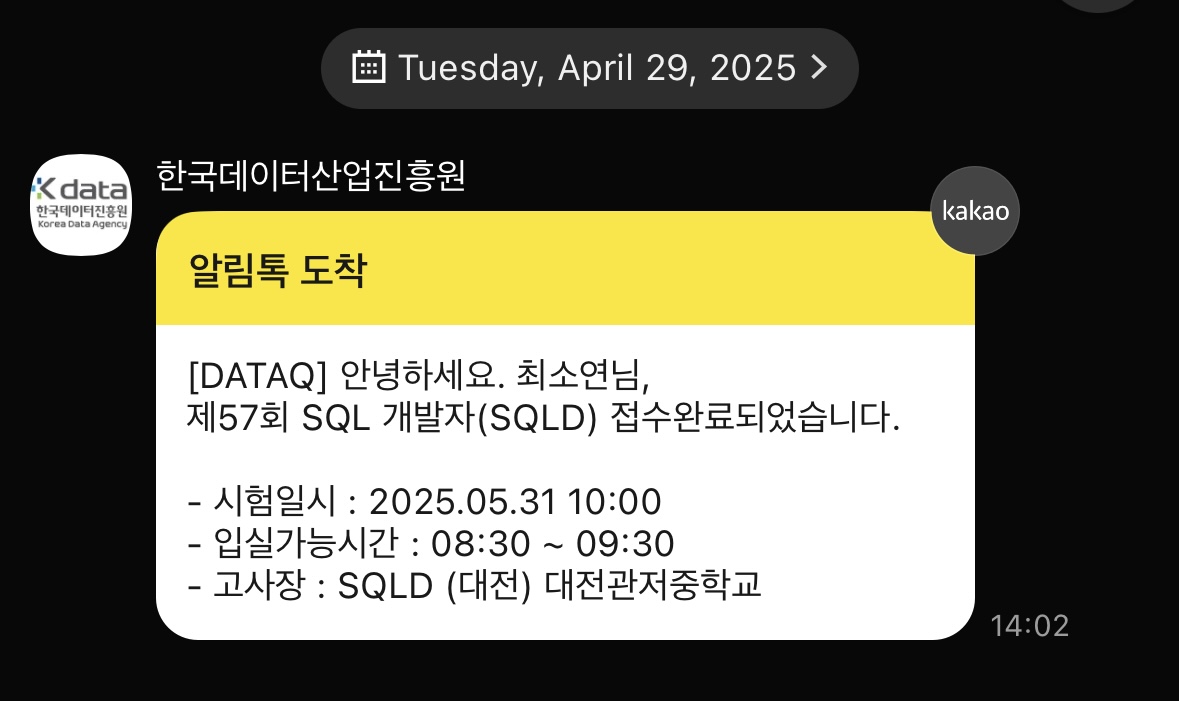 Tuesday, April 29, 2025 >
K data
한국데이터진흥원
Korea Data Agency
한국데이터산업진흥원
kakao
알림톡 도착
[DATAQ] 안녕하세요. 최소연님,
제57회 SQL 개발자(SQLD) 접수완료되었습니다.
- 시험일시 : 2025.05.31 10:00
- 입실가능시간 : 08:30 ~ 09:30
- 고사장 : SQLD (대전) 대전관저중학교
14:02